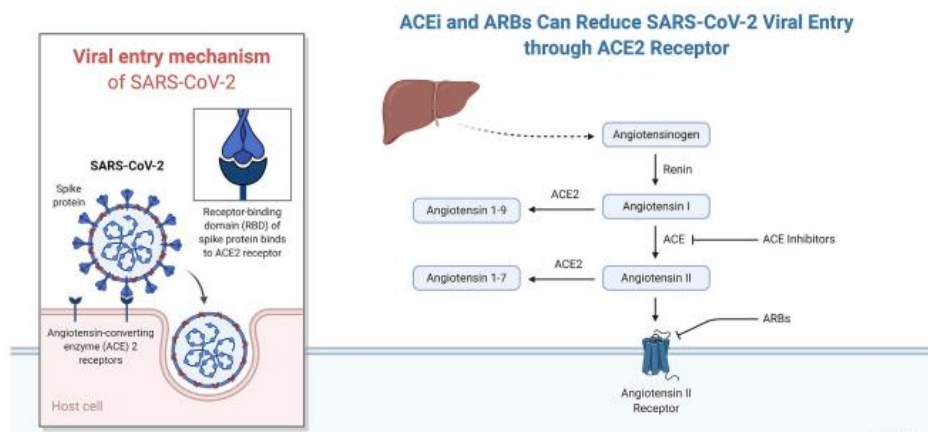 ACEi and ARBs Can Reduce SARS-CoV-2 Viral Entry
through ACE2 Receptor
Viral entry mechanism
of SARS-CoV-2
SARS-CoV-2
Spike
protein
Receptor-binding
domain (RBD) of
spike protein binds
to ACE2 receptor
Angiotensin-converting
enzyme (ACE) 2
receptors
Host cell
Angiotensinogen
Renin
Angiotensin 1-9
ACE2
Angiotensin I
ACE
ACE Inhibitors
Angiotensin 1-7
ACE2
Angiotensin II
ARBs
Angiotensin II
Receptor